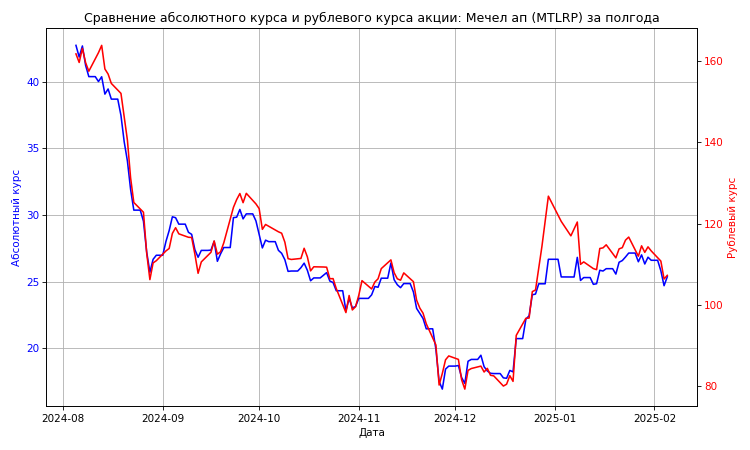 Сравнение абсолютного курса и рублевого курса акции: Мечел ап (MTLRP) за полгода
Абсолютный курс
40
35
30
25
20
160
140
120
100
80
Рублевый курс
2024-08 2024-09 2024-10 2024-11 2024-12 2025-01 2025-02
Дата